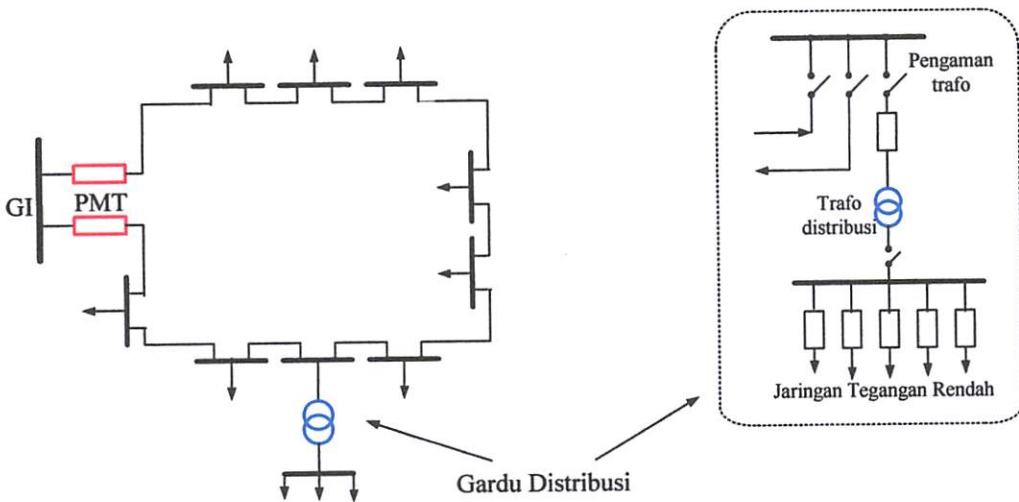 GI
PMT
Gardu Distribusi
Pengaman
trafo
Trafo
distribusi
Jaringan Tegangan Rendah